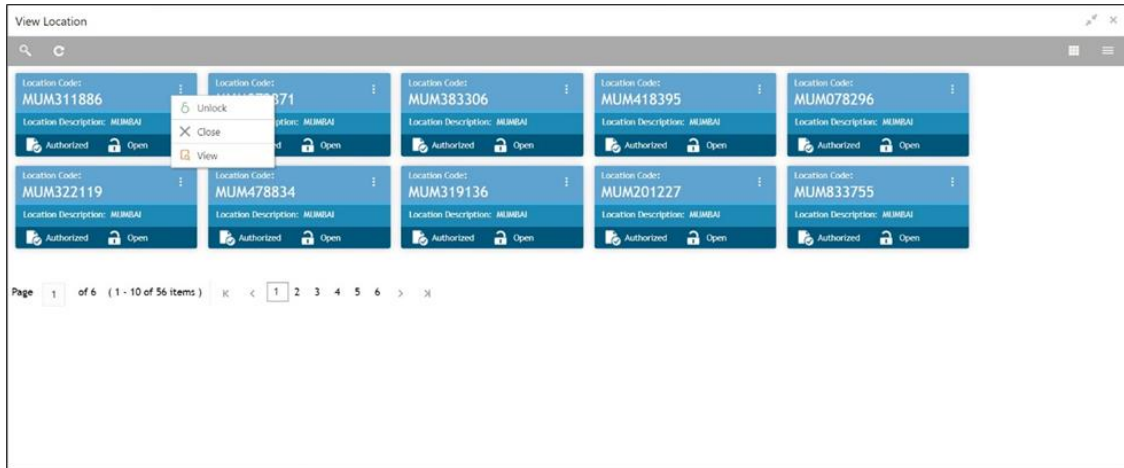 View Location
Location Code:
MUM311886
Location Description: MUMBAI
Authorized Open
Unlock
Close
View
Location Code:
Open
Location Code:
MUM383306
Location Description: MUMBAI
Authorized Open
Location Code:
MUM418395
Location Description: MUMBAI
Authorized Open
Location Code:
MUM078296
Location Description: MUMBAI
Authorized Open
Location Code:
MUM322119
Location Description: MUMBAI
Authorized Open
Location Code:
MUM478834
Location Description: MUMBAI
Authorized Open
Location Code:
MUM319136
Location Description: MUMBAI
Authorized Open
Location Code:
MUM201227
Location Description: MUMBAI
Authorized Open
Location Code:
MUM833755
Location Description: MUMBAI
Authorized Open
Page 1 of 6 ( 1 - 10 of 56 items ) 1 2 3 4 5 6